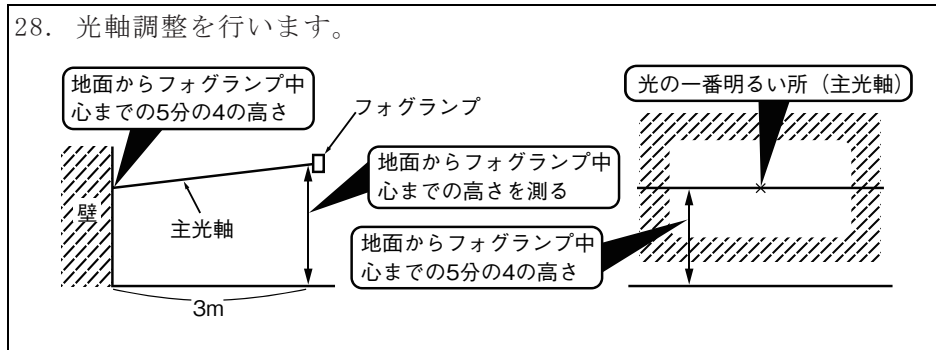 28. 光軸調整を行います。
地面からフォグランプ中
心までの5分の4の高さ
フォグランプ
光の一番明るい所（主光軸）
地面からフォグランプ中
心までの高さを測る
壁
主光軸
地面からフォグランプ中
心までの5分の4の高さ
3m